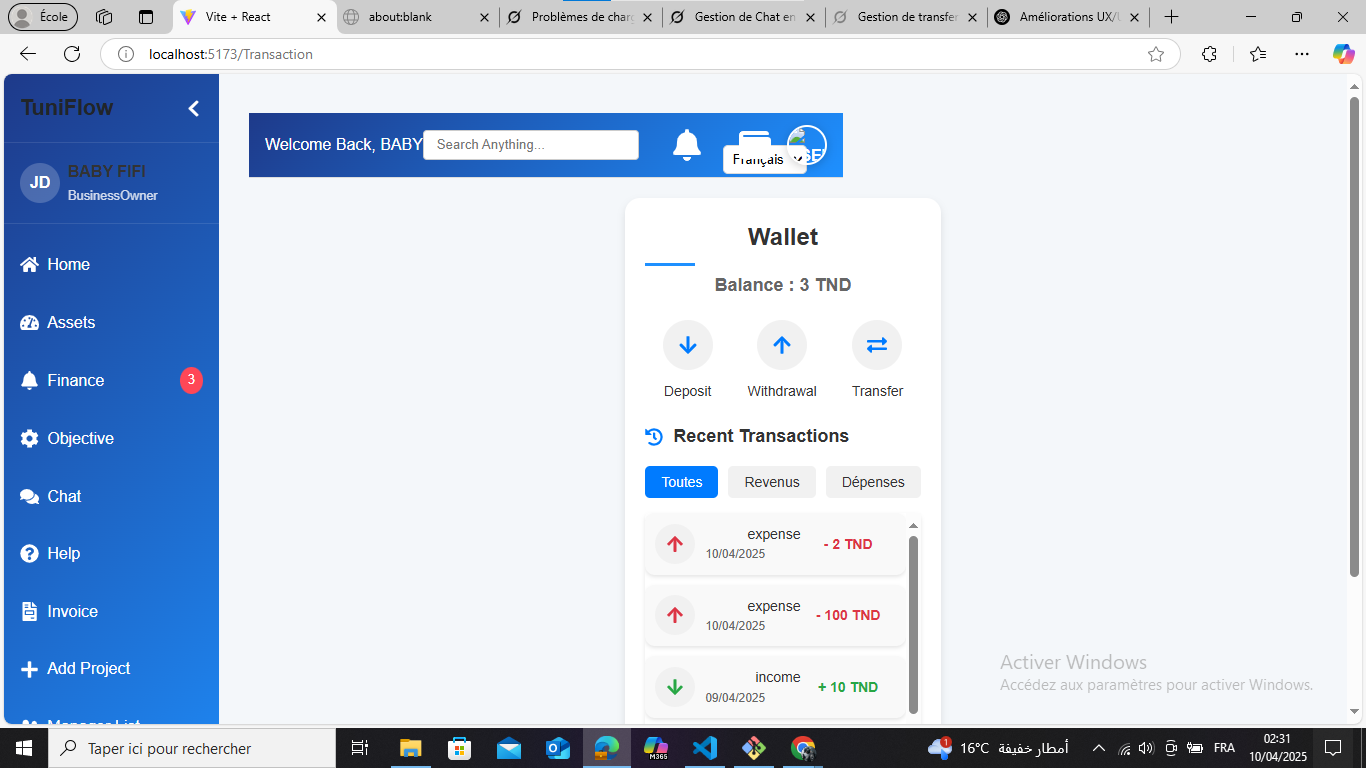 École
Vite + React
about:blank
Problèmes de charg
Gestion de Chat en
Gestion de transfer
Améliorations UX/U
localhost:5173/Transaction
TuniFlow
JD
BABY FIFI
BusinessOwner
Home
Assets
Finance
3
Objective
Chat
Help
Invoice
Add Project
Manager List
Welcome Back, BABY
Search Anything...
Français
Wallet
Balance : 3 TND
Deposit
Withdrawal
Transfer
Recent Transactions
Toutes
Revenus
Dépenses
expense
10/04/2025
- 2 TND
expense
10/04/2025
- 100 TND
income
09/04/2025
+ 10 TND
Activer Windows
Accédez aux paramètres pour activer Windows.
Taper ici pour rechercher
M365
1
16°C
أمطار خفيفة
FRA
02:31
10/04/2025